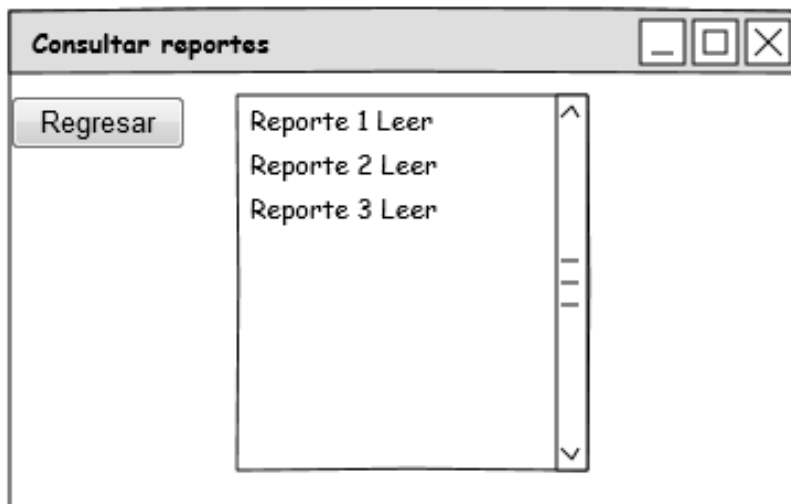 Consultar reportes
Regresar
Reporte 1 Leer
Reporte 2 Leer
Reporte 3 Leer